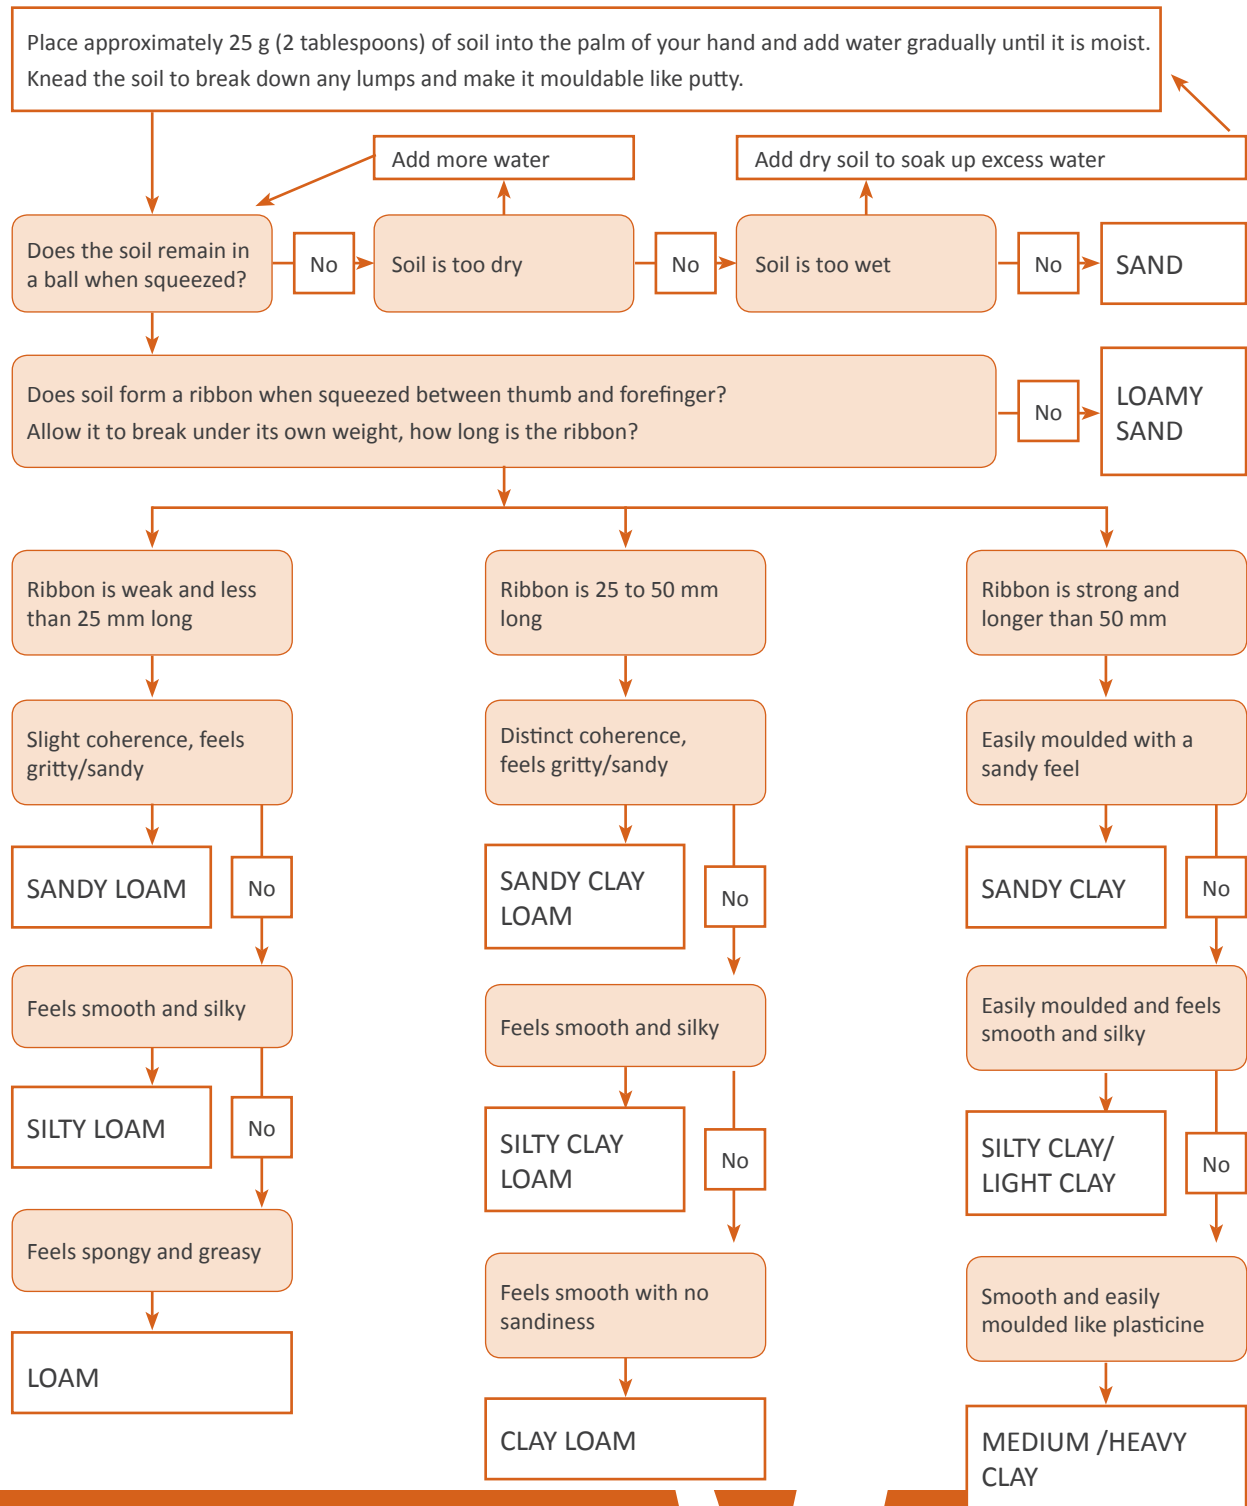 Place approximately 25 g (2 tablespoons) of soil into the palm of your hand and add water gradually until it is moist.
Knead the soil to break down any lumps and make it mouldable like putty.
Add more water
Add dry soil to soak up excess water
Does the soil remain in
a ball when squeezed?
No
Soil is too dry
No
Soil is too wet
No
SAND
Does soil form a ribbon when squeezed between thumb and forefinger?
Allow it to break under its own weight, how long is the ribbon?
No
LOAMY
SAND
Ribbon is weak and less
than 25 mm long
Slight coherence, feels
gritty/sandy
SANDY LOAM
No
Feels smooth and silky
SILTY LOAM
No
Feels spongy and greasy
LOAM
Ribbon is 25 to 50 mm
long
Distinct coherence,
feels gritty/sandy
SANDY CLAY
LOAM
No
Feels smooth and silky
SILTY CLAY
LOAM
No
Feels smooth with no
sandiness
CLAY LOAM
Ribbon is strong and
longer than 50 mm
Easily moulded with a
sandy feel
SANDY CLAY
No
Easily moulded and feels
smooth and silky
SILTY CLAY/
LIGHT CLAY
No
Smooth and easily
moulded like plasticine
MEDIUM /HEAVY
CLAY